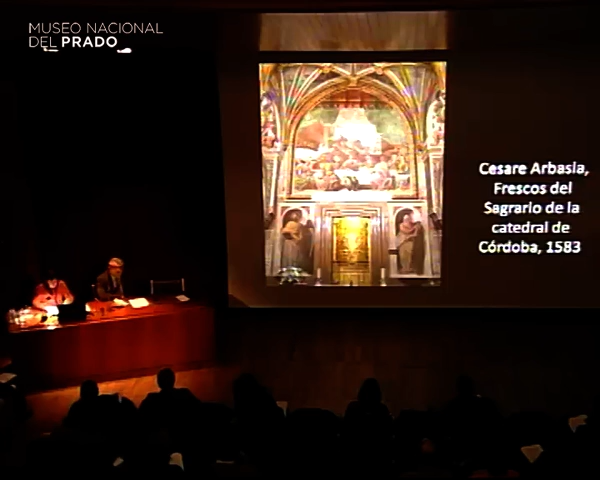 MUSEO NACIONAL
DEL PRADO
Cesare Arbasia,
Frescos del
Sagrario de la
catedral de
Córdoba, 1583